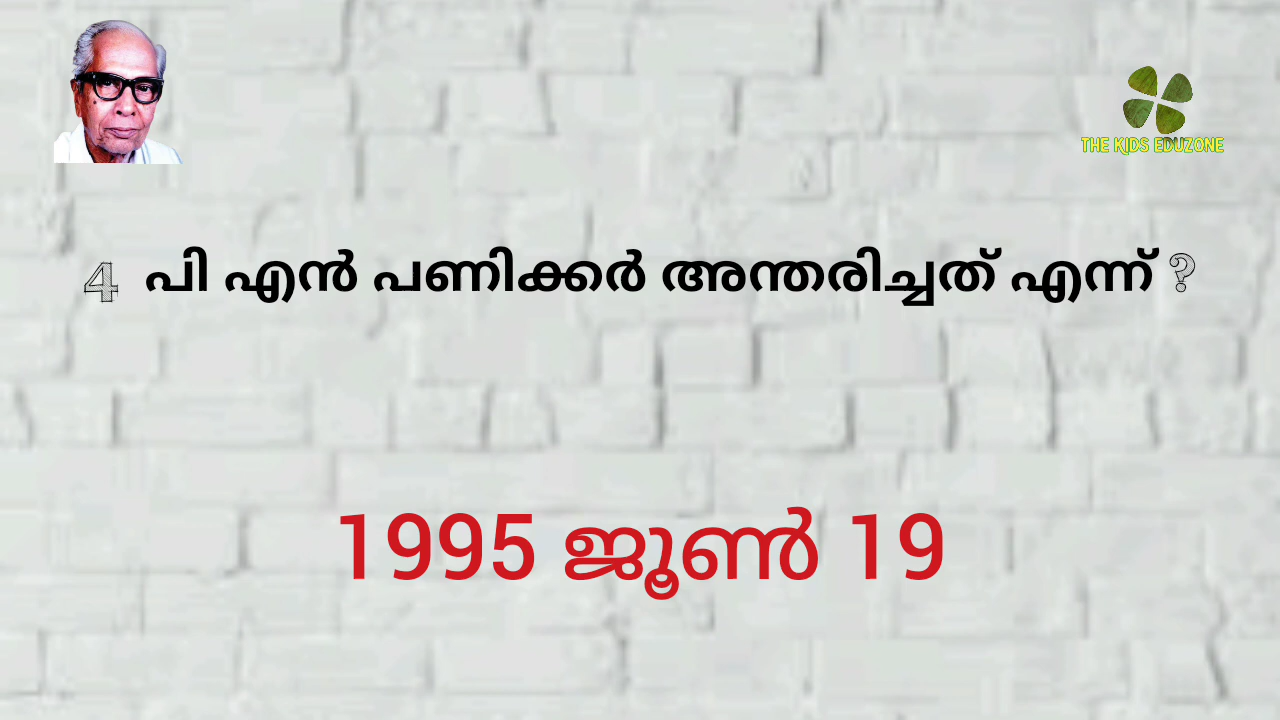 THE KIDS EDUZONE
4 പി എൻ പണിക്കർ അന്തരിച്ചത് എന്ന് ?
1995 ജൂൺ 19